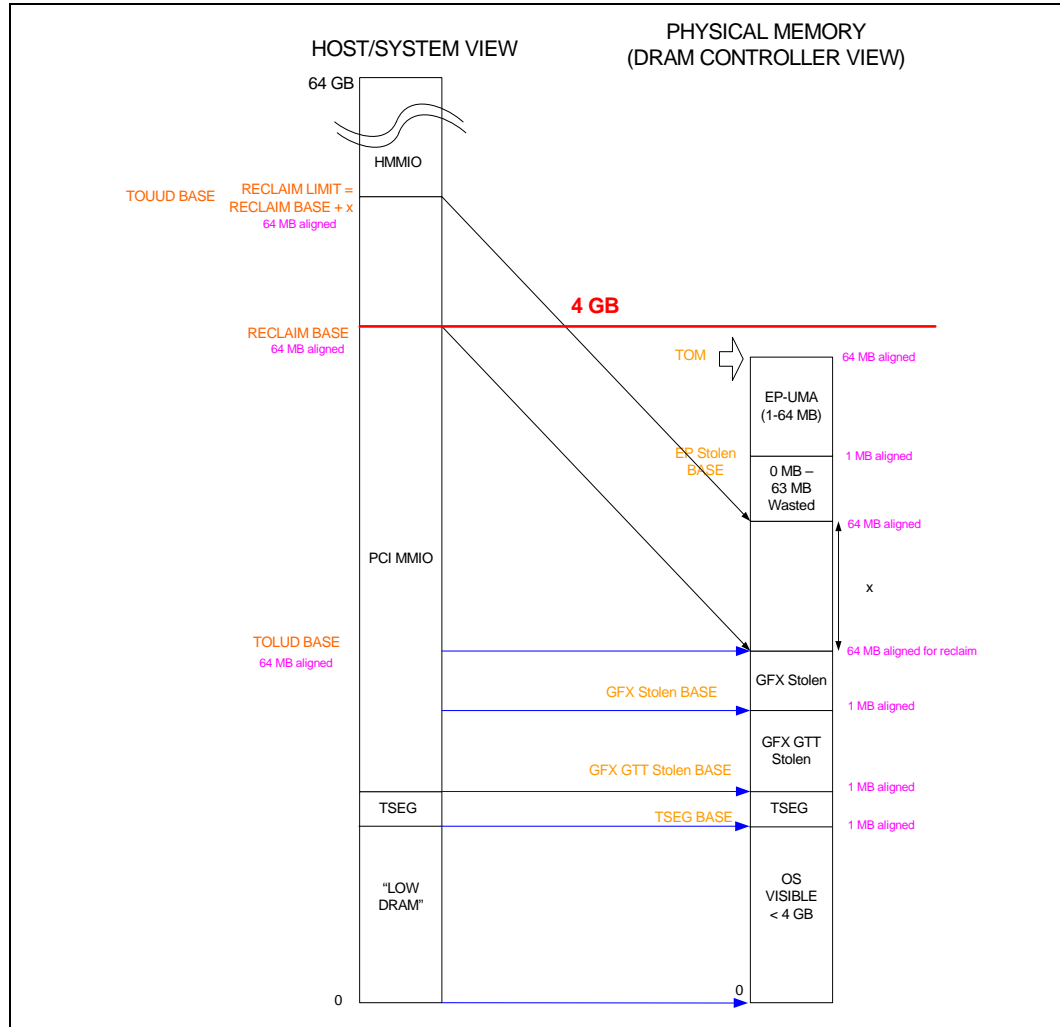 HOST/SYSTEM VIEW
PHYSICAL MEMORY
(DRAM CONTROLLER VIEW)
64 GB
HMMIO
TOUUD BASE
RECLAIM LIMIT =
RECLAIM BASE + x
64 MB aligned
4 GB
RECLAIM BASE
64 MB aligned
TOM
64 MB aligned
EP-UMA
(1-64 MB)
EP Stolen
BASE
1 MB aligned
0 MB –
63 MB
Wasted
64 MB aligned
PCI MMIO
x
TOLUD BASE
64 MB aligned
64 MB aligned for reclaim
GFX Stolen
GFX Stolen BASE
1 MB aligned
GFX GTT
Stolen
GFX GTT Stolen BASE
1 MB aligned
TSEG
TSEG
TSEG BASE
1 MB aligned
“LOW
DRAM”
OS
VISIBLE
< 4 GB
0
0